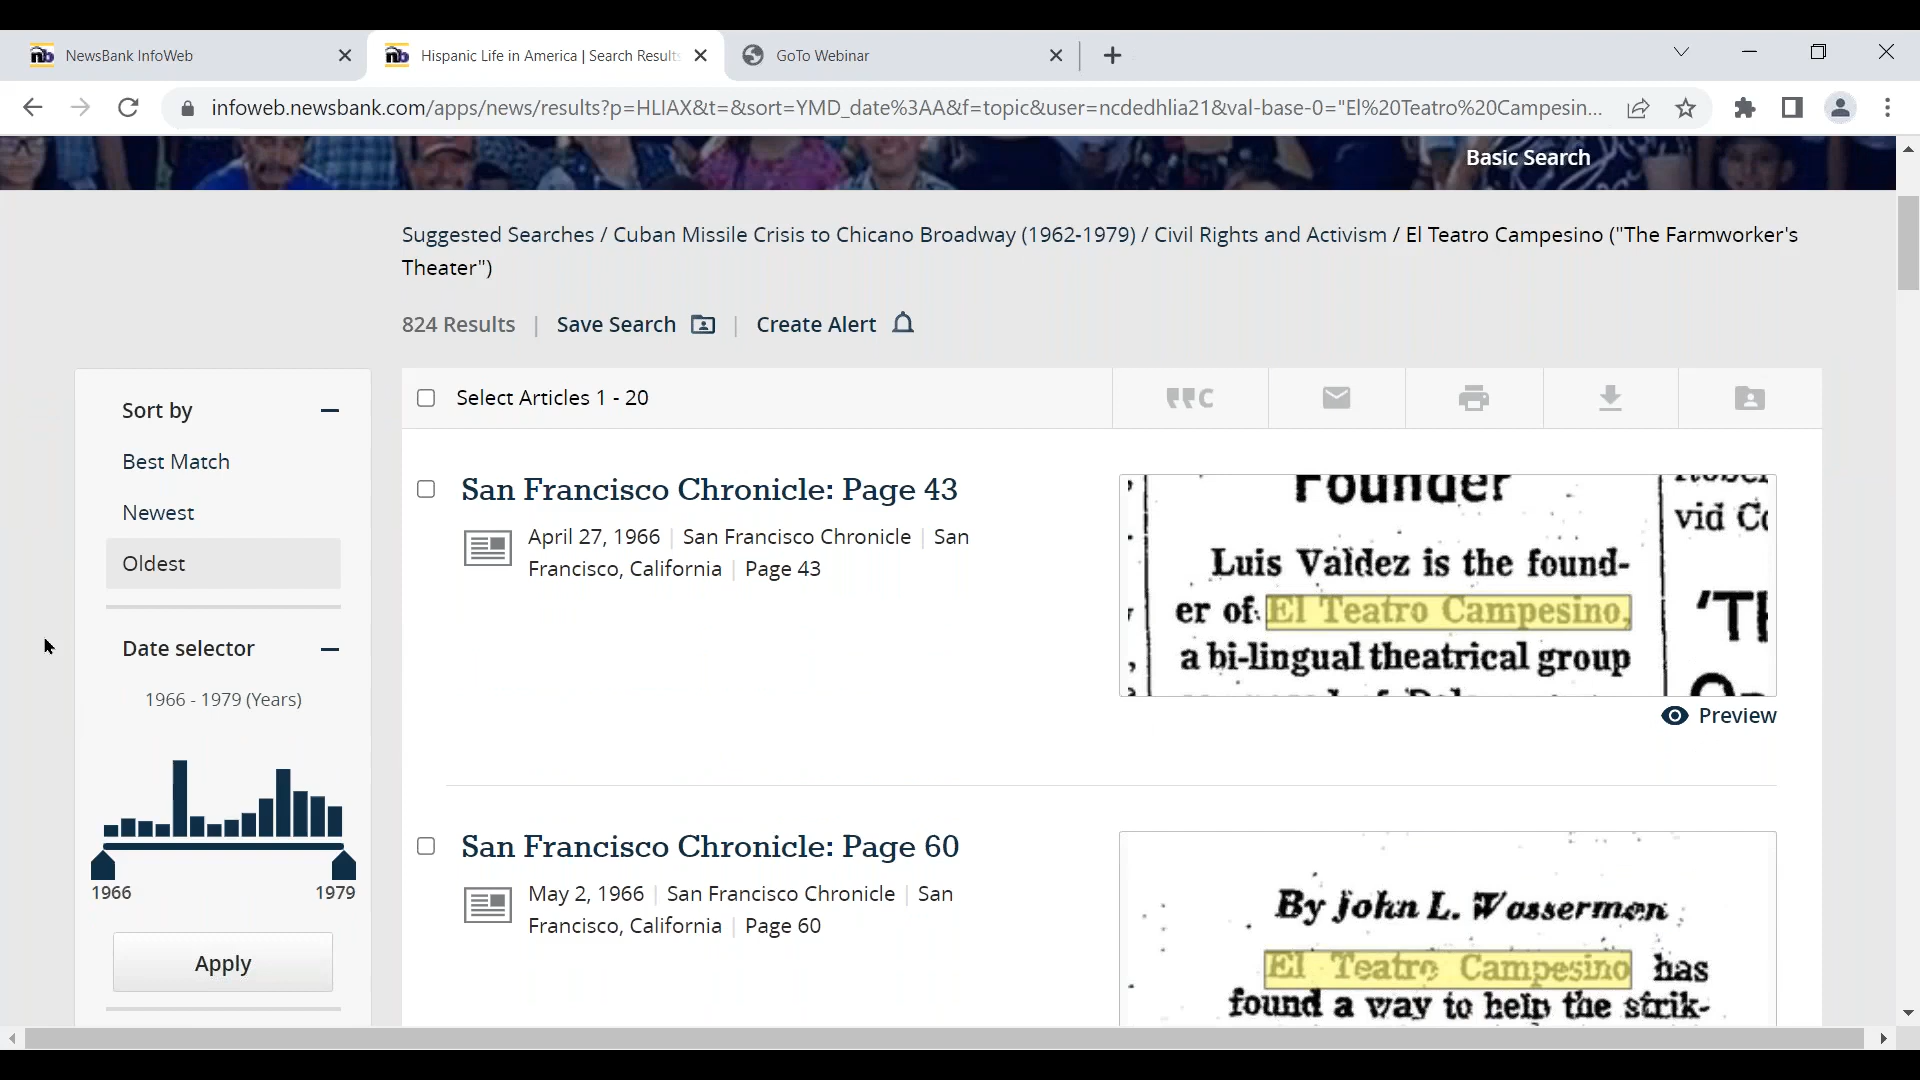 NewsBank InfoWeb
Hispanic Life in America | Search Results
GoTo Webinar
infoweb.newsbank.com/apps/news/results?p=HLIAX&t=&sort=YMD_date%3AA&f=topic&user=ncdedhlia21&val-base-0="El%20Teatro%20Campesin...
Basic Search
Suggested Searches / Cuban Missile Crisis to Chicano Broadway (1962-1979) / Civil Rights and Activism / El Teatro Campesino ("The Farmworker's
Theater")
824 Results | Save Search | Create Alert
Sort by
Best Match
Newest
Oldest
Date selector
1966 - 1979 (Years)
1966 1979
Apply
Select Articles 1 - 20
San Francisco Chronicle: Page 43
April 27, 1966 | San Francisco Chronicle | San
Francisco, California | Page 43
Founder
Luis Valdez is the found-
er of El Teatro Campesino,
a bi-lingual theatrical group
vid
Preview
San Francisco Chronicle: Page 60
May 2, 1966 | San Francisco Chronicle | San
Francisco, California | Page 60
By John L. Wasserman
El Teatro Campesino has
found a way to help the strik-